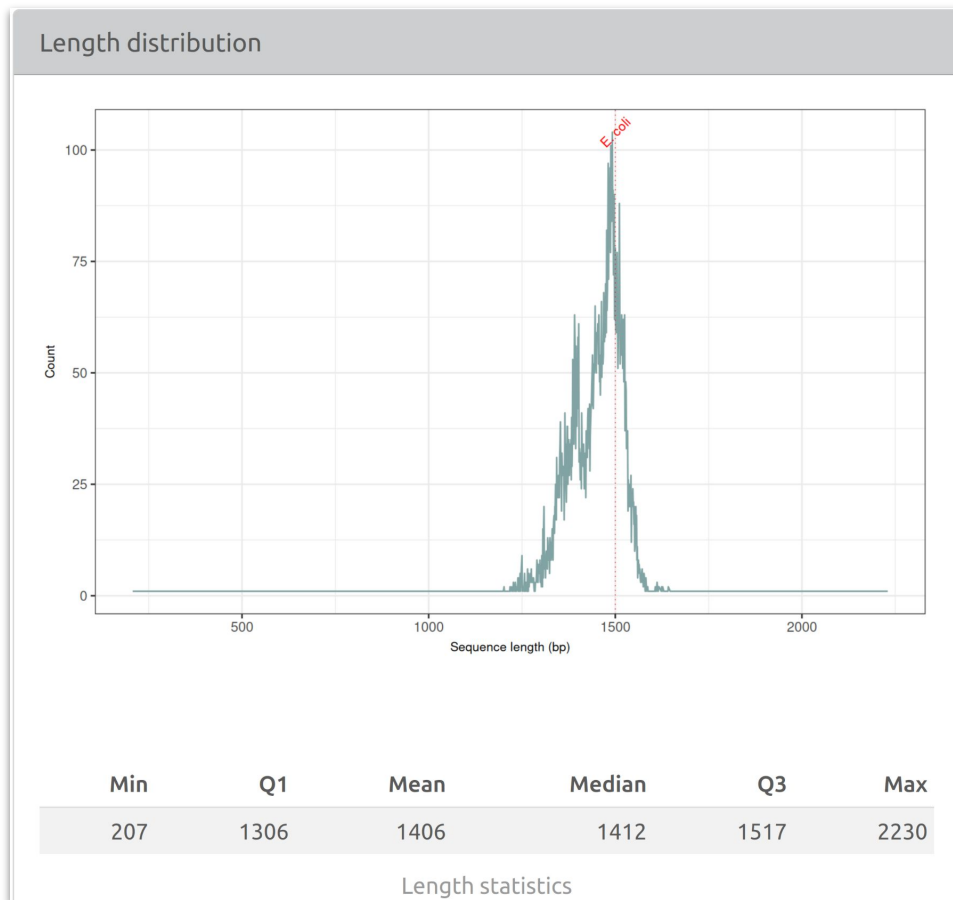 Length distribution
E. coli
100
75
50
25
0
Count
500 1000 1500 2000
Sequence length (bp)
Min Q1 Mean Median Q3 Max
207 1306 1406 1412 1517 2230
Length statistics